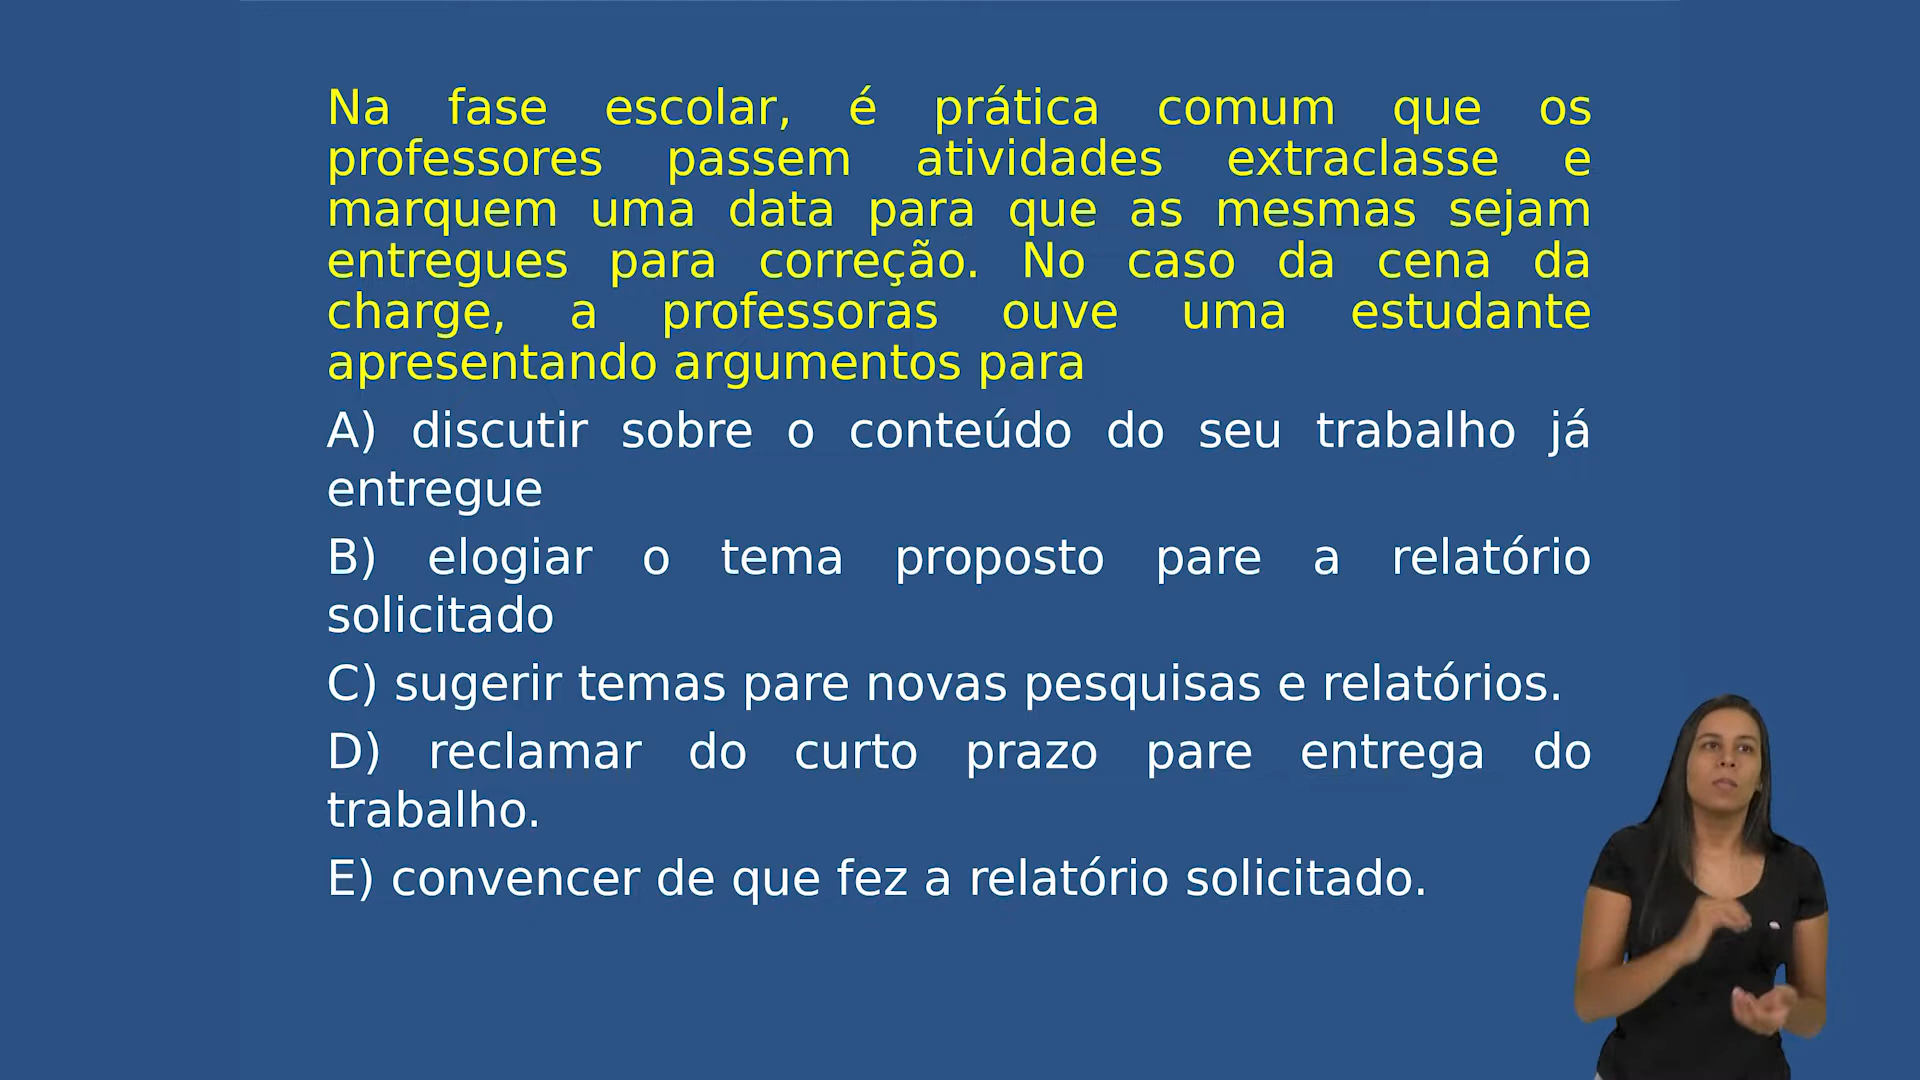 Na fase escolar, é prática comum que os
professores passem atividades extraclasse e
marquem uma data para que as mesmas sejam
entregues para correção. No caso da cena da
charge, a professoras ouve uma estudante
apresentando argumentos para
A) discutir sobre o conteúdo do seu trabalho já
entregue
B) elogiar o tema proposto pare a relatório
solicitado
C) sugerir temas pare novas pesquisas e relatórios.
D) reclamar do curto prazo pare entrega do
trabalho.
E) convencer de que fez a relatório solicitado.